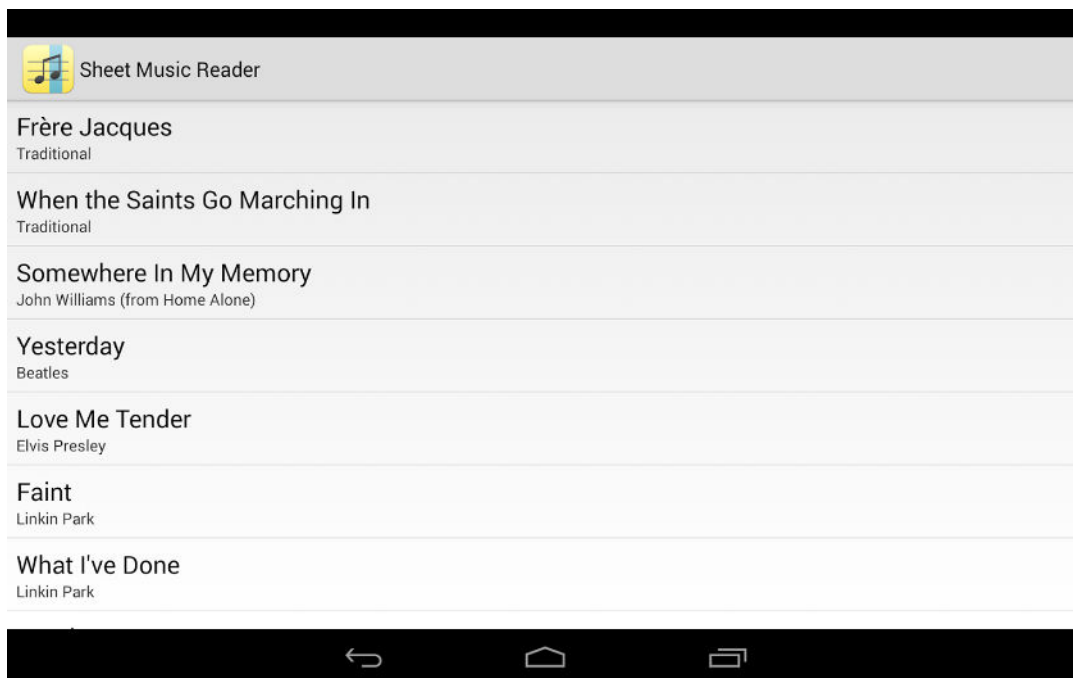 Sheet Music Reader
Frère Jacques
Traditional
When the Saints Go Marching In
Traditional
Somewhere In My Memory
John Williams (from Home Alone)
Yesterday
Beatles
Love Me Tender
Elvis Presley
Faint
Linkin Park
What I've Done
Linkin Park